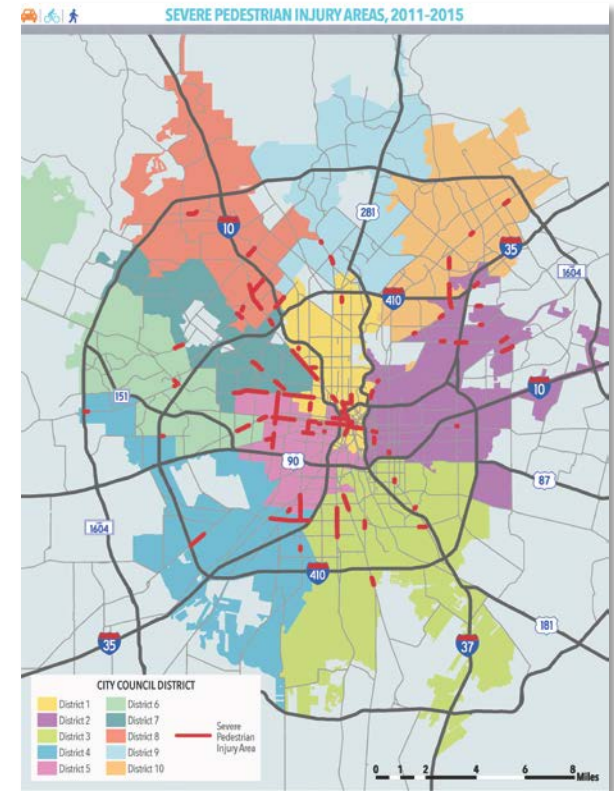 SEVERE PEDESTRIAN INJURY AREAS, 2011-2015
10
281
35
1604
410
151
10
90
87
1604
410
181
35
37
CITY COUNCIL DISTRICT
District 1
District 2
District 3
District 4
District 5
District 6
District 7
District 8
District 9
District 10
Severe
Pedestrian
Injury Area
0 1 2 4 6 8
Miles